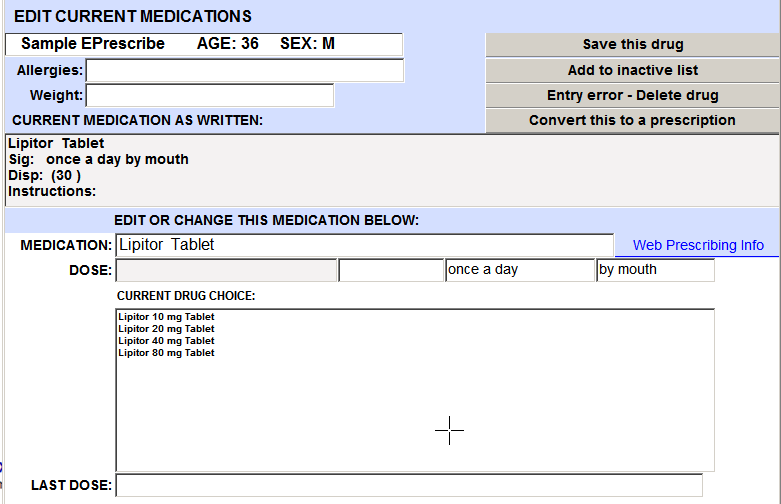 EDIT CURRENT MEDICATIONS
Sample EPrescribe AGE: 36 SEX: M
Save this drug
Allergies:
Add to inactive list
Weight:
Entry error - Delete drug
CURRENT MEDICATION AS WRITTEN:
Convert this to a prescription
Lipitor Tablet
Sig: once a day by mouth
Disp: (30 )
Instructions:
EDIT OR CHANGE THIS MEDICATION BELOW:
MEDICATION: Lipitor Tablet
Web Prescribing Info
DOSE: once a day by mouth
CURRENT DRUG CHOICE:
Lipitor 10 mg Tablet
Lipitor 20 mg Tablet
Lipitor 40 mg Tablet
Lipitor 80 mg Tablet
LAST DOSE: